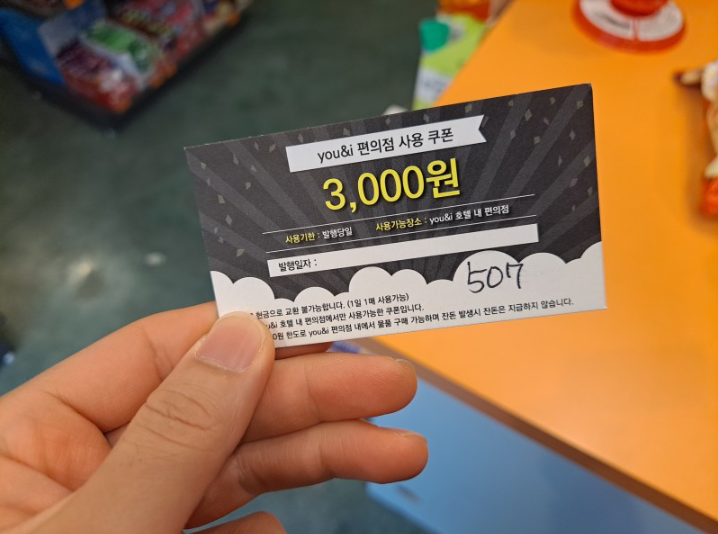 you&i 편의점 사용 쿠폰
3,000원
사용기한 : 발행당일 사용가능장소 : you&i 호텔 내 편의점
발행일자 :
507
현금으로 교환 불가능합니다. (1일 1매 사용가능)
호텔 내 편의점에서만 사용가능한 쿠폰입니다.
한도로 you&i 편의점 내에서 물품 구매 가능하며 잔돈 발생시 잔돈은 지급하지 않습니다.